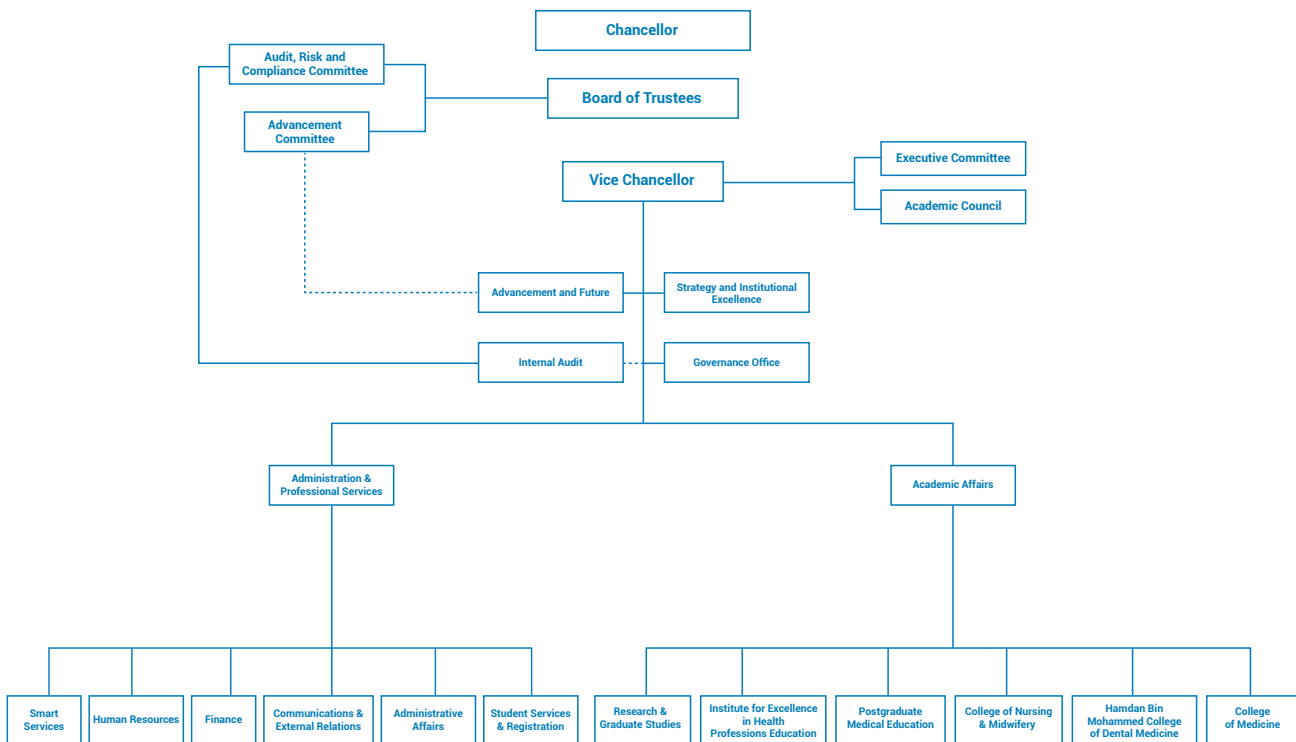 Chancellor
Audit, Risk and
Compliance Committee
Board of Trustees
Advancement
Committee
Executive Committee
Vice Chancellor
Academic Council
Advancement and Future
Strategy and Institutional
Excellence
Internal Audit
Governance Office
Administration &
Professional Services
Academic Affairs
Smart
Services
Human Resources
Finance
Communications &
External Relations
Administrative
Affairs
Student Services
& Registration
Research &
Graduate Studies
Institute for Excellence
in Health
Professions Education
Postgraduate
Medical Education
College of Nursing
& Midwifery
Hamdan Bin
Mohammed College
of Dental Medicine
College
of Medicine